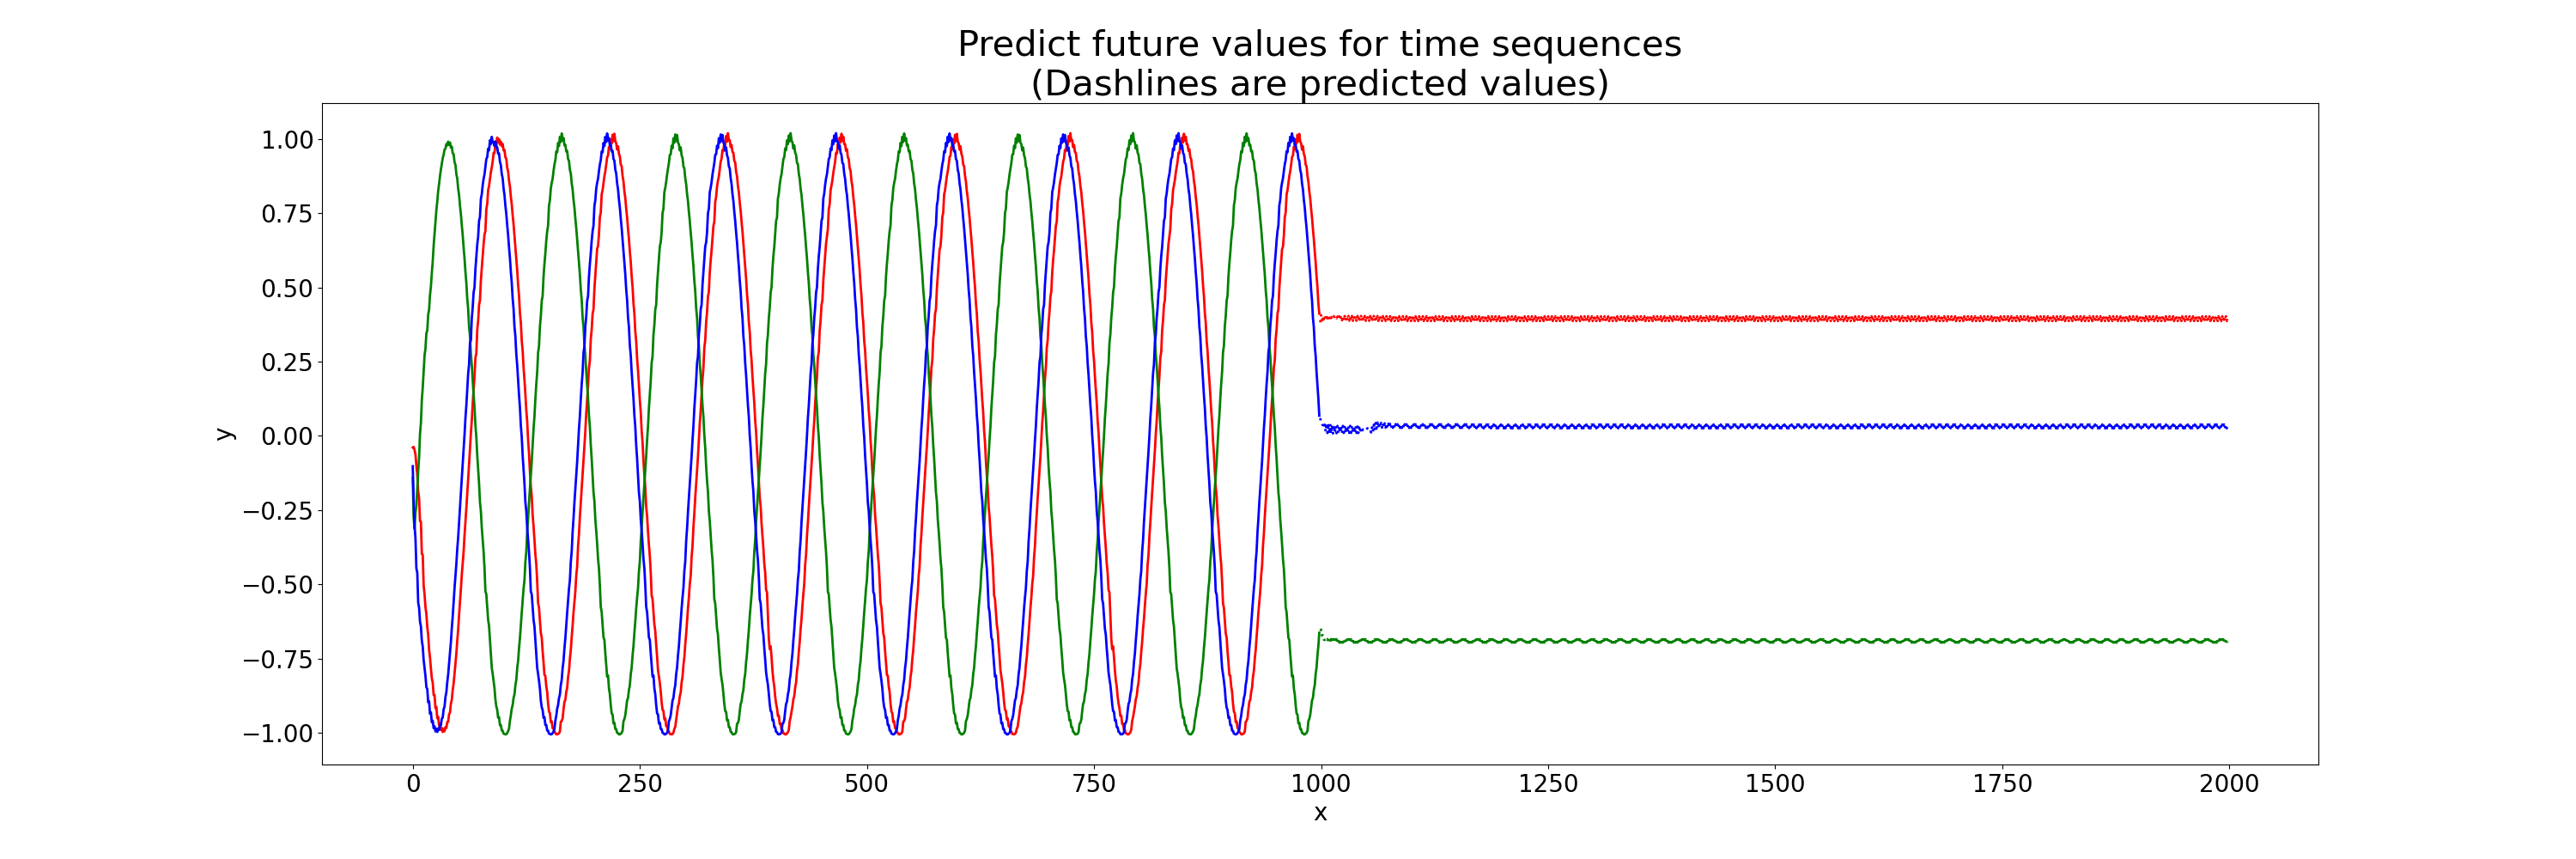 Predict future values for time sequences
(Dashlines are predicted values)
1.00
0.75
0.50
0.25
0.00
−0.25
−0.50
−0.75
−1.00
y
0 250 500 750 1000 1250 1500 1750 2000
x